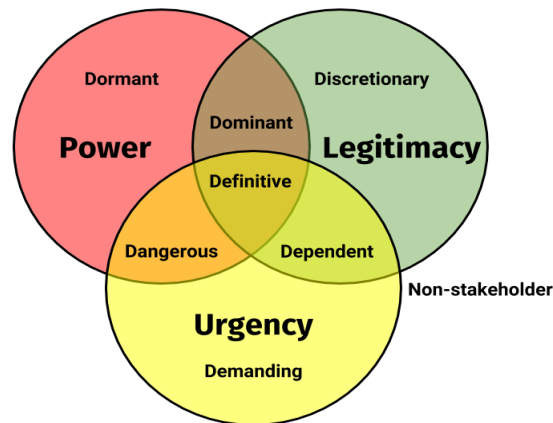 Dormant
Discretionary
Dominant
Power
Legitimacy
Definitive
Dangerous
Dependent
Non-stakeholder
Urgency
Demanding